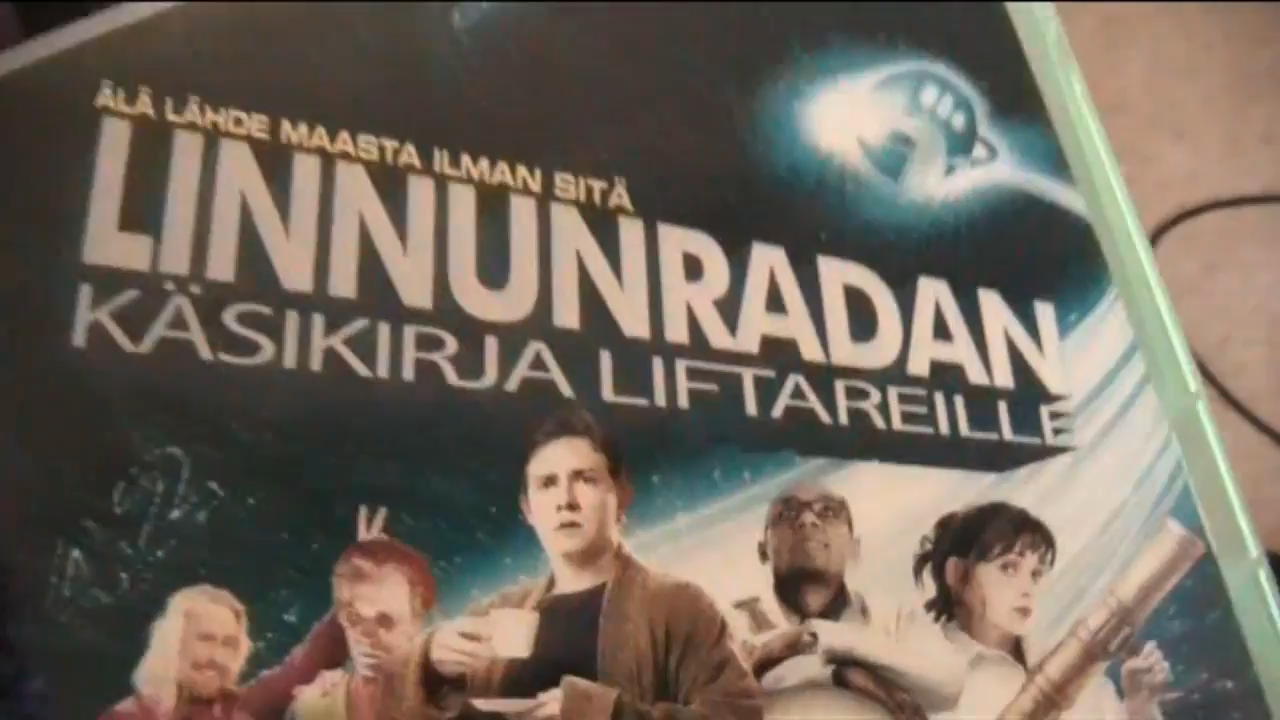 ÄLÄ LÄHDE MAASTA ILMAN SITÄ
LINNUNRADAN
KÄSIKIRJA LIFTAREILLE